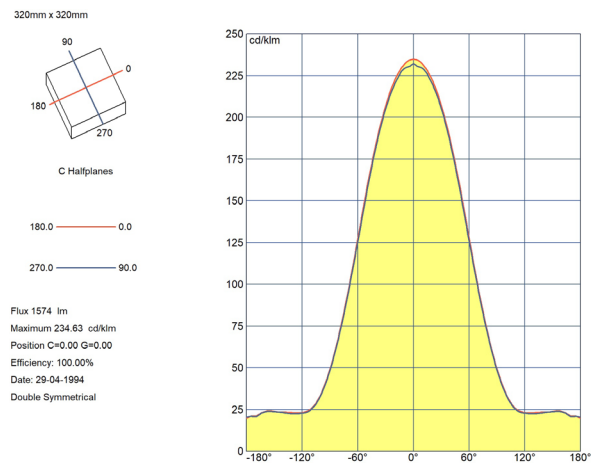 320mm x 320mm
90
0
180
270
C Halfplanes
180.0 0.0
270.0 90.0
Flux 1574 lm
Maximum 234.63 cd/klm
Position C=0.00 G=0.00
Efficiency: 100.00%
Date: 29-04-1994
Double Symmetrical
cd/klm
250
225
200
175
150
125
100
75
50
25
0
-180° -120 -60 0° 60 120 180°